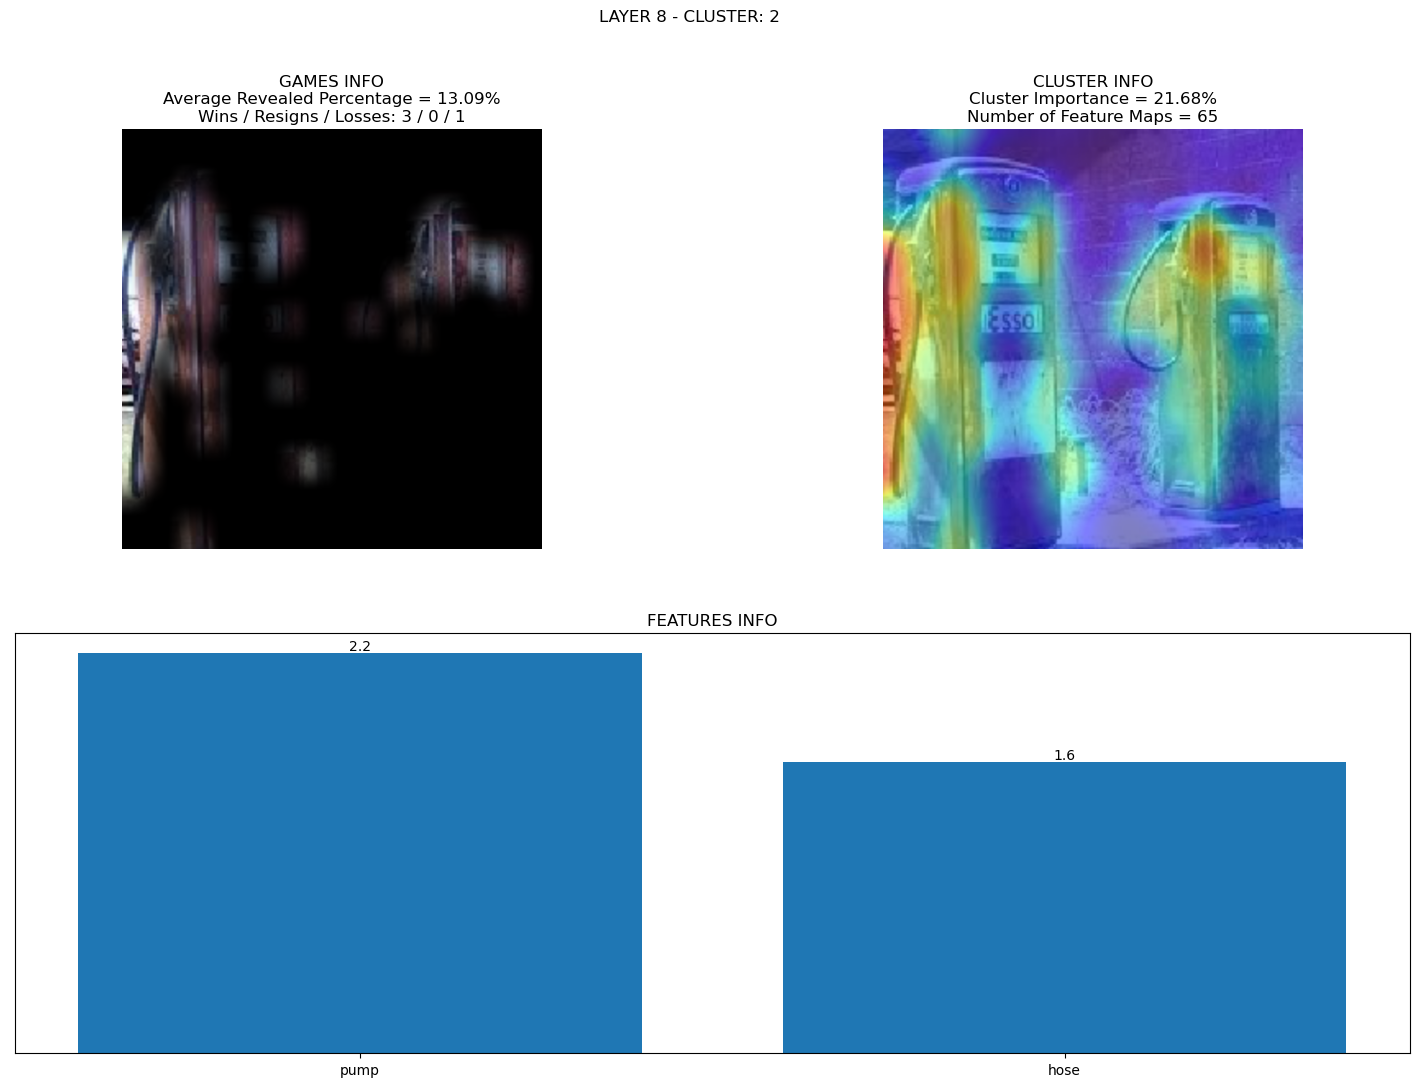 LAYER 8 - CLUSTER: 2
GAMES INFO
Average Revealed Percentage = 13.09%
Wins / Resigns / Losses: 3 / 0 / 1
CLUSTER INFO
Cluster Importance = 21.68%
Number of Feature Maps = 65
ESSO
FEATURES INFO
2.2
1.6
pump
hose